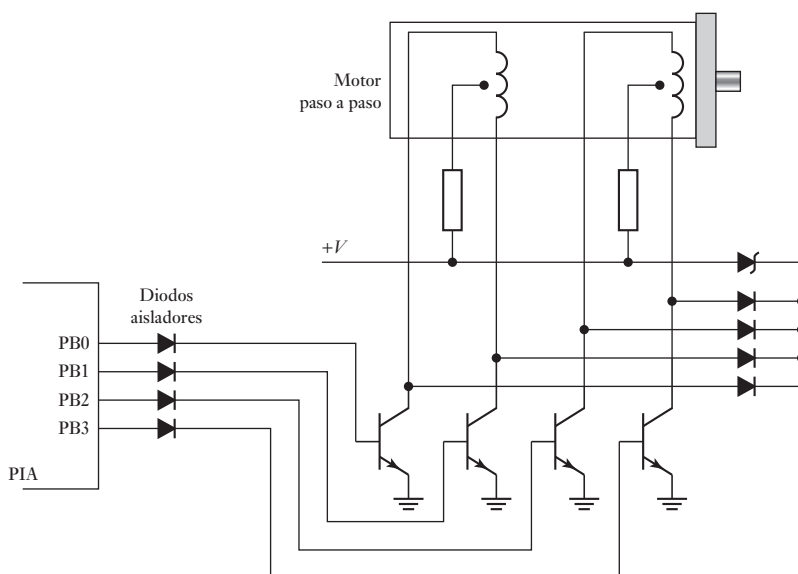 Motor
paso a paso
+V
Diodos
aisladores
PB0
PB1
PB2
PB3
PIA